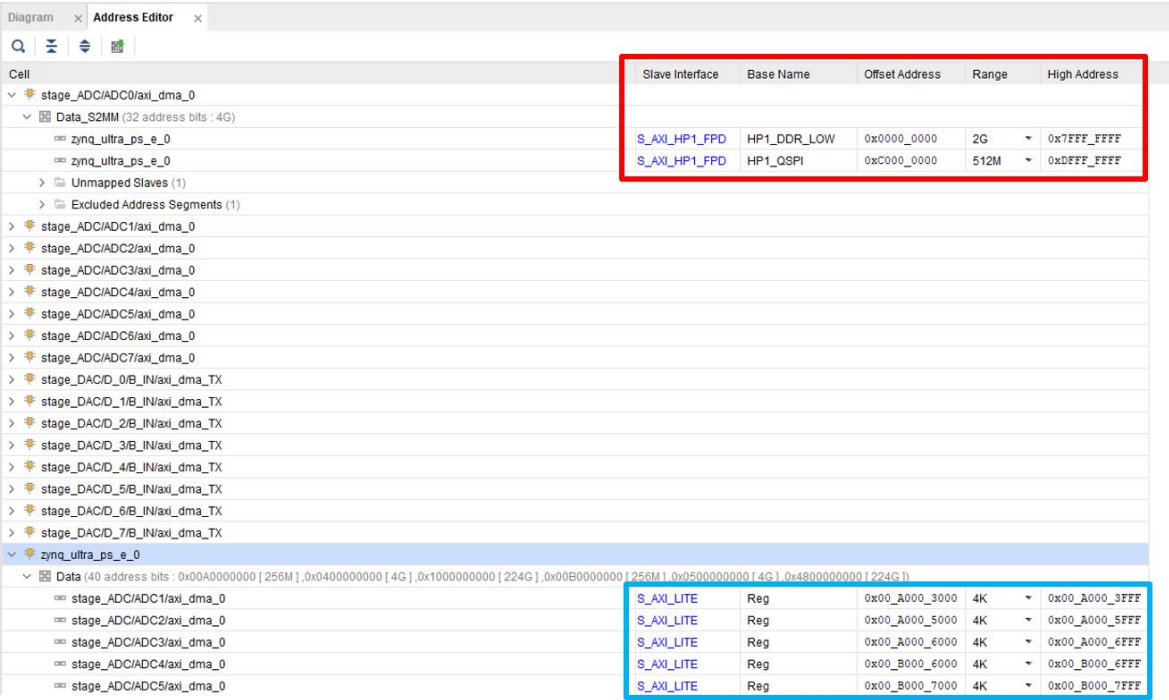 Diagram × Address Editor ×
Cell Slave Interface Base Name Offset Address Range High Address
stage_ADC/ADC0/axi_dma_0
Data_S2MM (32 address bits : 4G)
zynq_ultra_ps_e_0 S_AXI_HP1_FPD HP1_DDR_LOW 0x0000_0000 2G 0x7FFF_FFFF
zynq_ultra_ps_e_0 S_AXI_HP1_FPD HP1_QSPI 0xC000_0000 512M 0xDFFF_FFFF
Unmapped Slaves (1)
Excluded Address Segments (1)
stage_ADC/ADC1/axi_dma_0
stage_ADC/ADC2/axi_dma_0
stage_ADC/ADC3/axi_dma_0
stage_ADC/ADC4/axi_dma_0
stage_ADC/ADC5/axi_dma_0
stage_ADC/ADC6/axi_dma_0
stage_ADC/ADC7/axi_dma_0
stage_DAC/D_0/B_IN/axi_dma_TX
stage_DAC/D_1/B_IN/axi_dma_TX
stage_DAC/D_2/B_IN/axi_dma_TX
stage_DAC/D_3/B_IN/axi_dma_TX
stage_DAC/D_4/B_IN/axi_dma_TX
stage_DAC/D_5/B_IN/axi_dma_TX
stage_DAC/D_6/B_IN/axi_dma_TX
stage_DAC/D_7/B_IN/axi_dma_TX
zynq_ultra_ps_e_0
Data (40 address bits : 0x00A0000000 [ 256M ] ,0x0400000000 [ 4G ] ,0x1000000000 [ 224G ] ,0x00B0000000 [ 256M ] ,0x0500000000 [ 4G ] ,0x4800000000 [ 224G ])
stage_ADC/ADC1/axi_dma_0 S_AXI_LITE Reg 0x00_A000_3000 4K 0x00_A000_3FFF
stage_ADC/ADC2/axi_dma_0 S_AXI_LITE Reg 0x00_A000_5000 4K 0x00_A000_5FFF
stage_ADC/ADC3/axi_dma_0 S_AXI_LITE Reg 0x00_A000_6000 4K 0x00_A000_6FFF
stage_ADC/ADC4/axi_dma_0 S_AXI_LITE Reg 0x00_B000_6000 4K 0x00_B000_6FFF
stage_ADC/ADC5/axi_dma_0 S_AXI_LITE Reg 0x00_B000_7000 4K 0x00_B000_7FFF